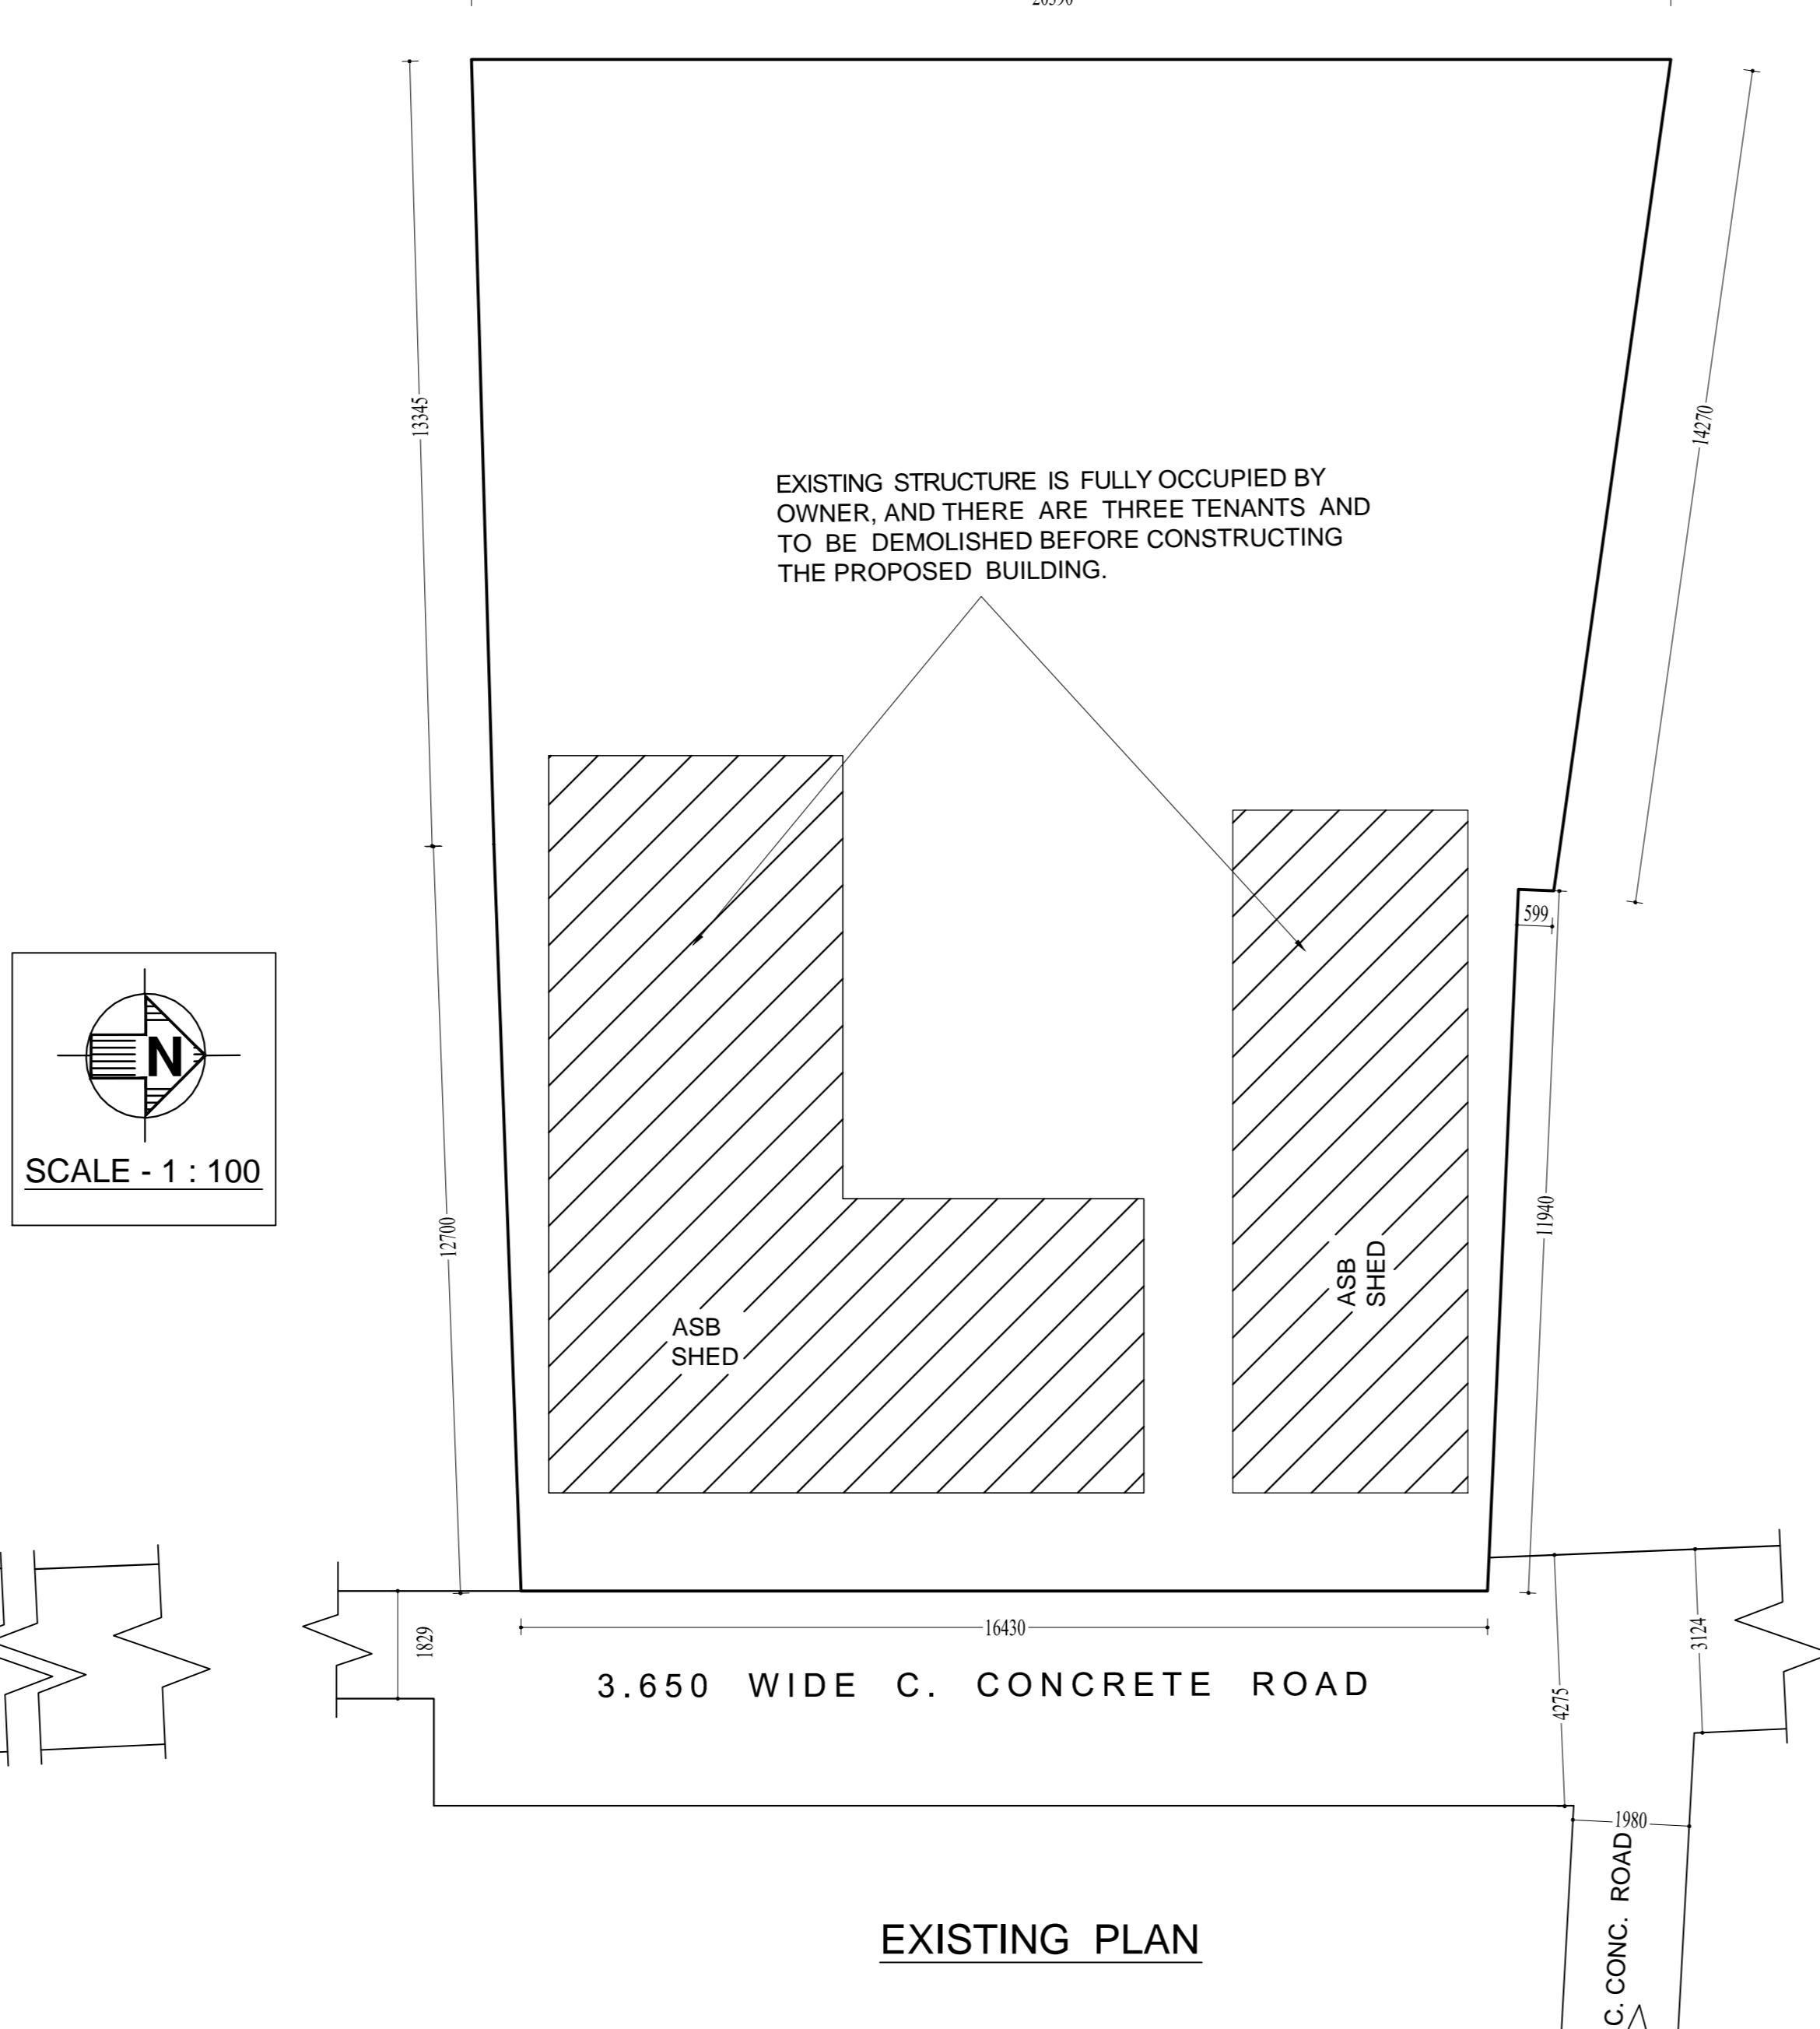 13345
14270
EXISTING STRUCTURE IS FULLY OCCUPIED BY
OWNER, AND THERE ARE THREE TENANTS AND
TO BE DEMOLISHED BEFORE CONSTRUCTING
THE PROPOSED BUILDING.
599
N
SCALE - 1 : 100
12700
11940
ASB
SHED
ASB
SHED
1829
16430
3124
3.650 WIDE C. CONCRETE ROAD
4275
1980
C. CONC. ROAD
EXISTING PLAN